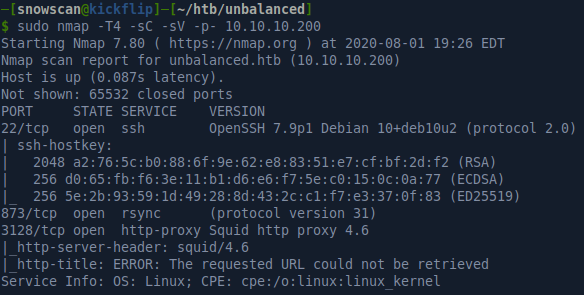 ─[snowscan@kickflip]─[~/htb/unbalanced]
$ sudo nmap -T4 -sC -sV -p- 10.10.10.200
Starting Nmap 7.80 ( https://nmap.org ) at 2020-08-01 19:26 EDT
Nmap scan report for unbalanced.htb (10.10.10.200)
Host is up (0.087s latency).
Not shown: 65532 closed ports
PORT     STATE SERVICE    VERSION
22/tcp   open  ssh        OpenSSH 7.9p1 Debian 10+deb10u2 (protocol 2.0)
| ssh-hostkey:
|   2048 a2:76:5c:b0:88:6f:9e:62:e8:83:51:e7:cf:bf:2d:f2 (RSA)
|   256 d0:65:fb:f6:3e:11:b1:d6:e6:f7:5e:c0:15:0c:0a:77 (ECDSA)
|_  256 5e:2b:93:59:1d:49:28:8d:43:2c:c1:f7:e3:37:0f:83 (ED25519)
873/tcp  open  rsync      (protocol version 31)
3128/tcp open  http-proxy Squid http proxy 4.6
|_http-server-header: squid/4.6
|_http-title: ERROR: The requested URL could not be retrieved
Service Info: OS: Linux; CPE: cpe:/o:linux:linux_kernel